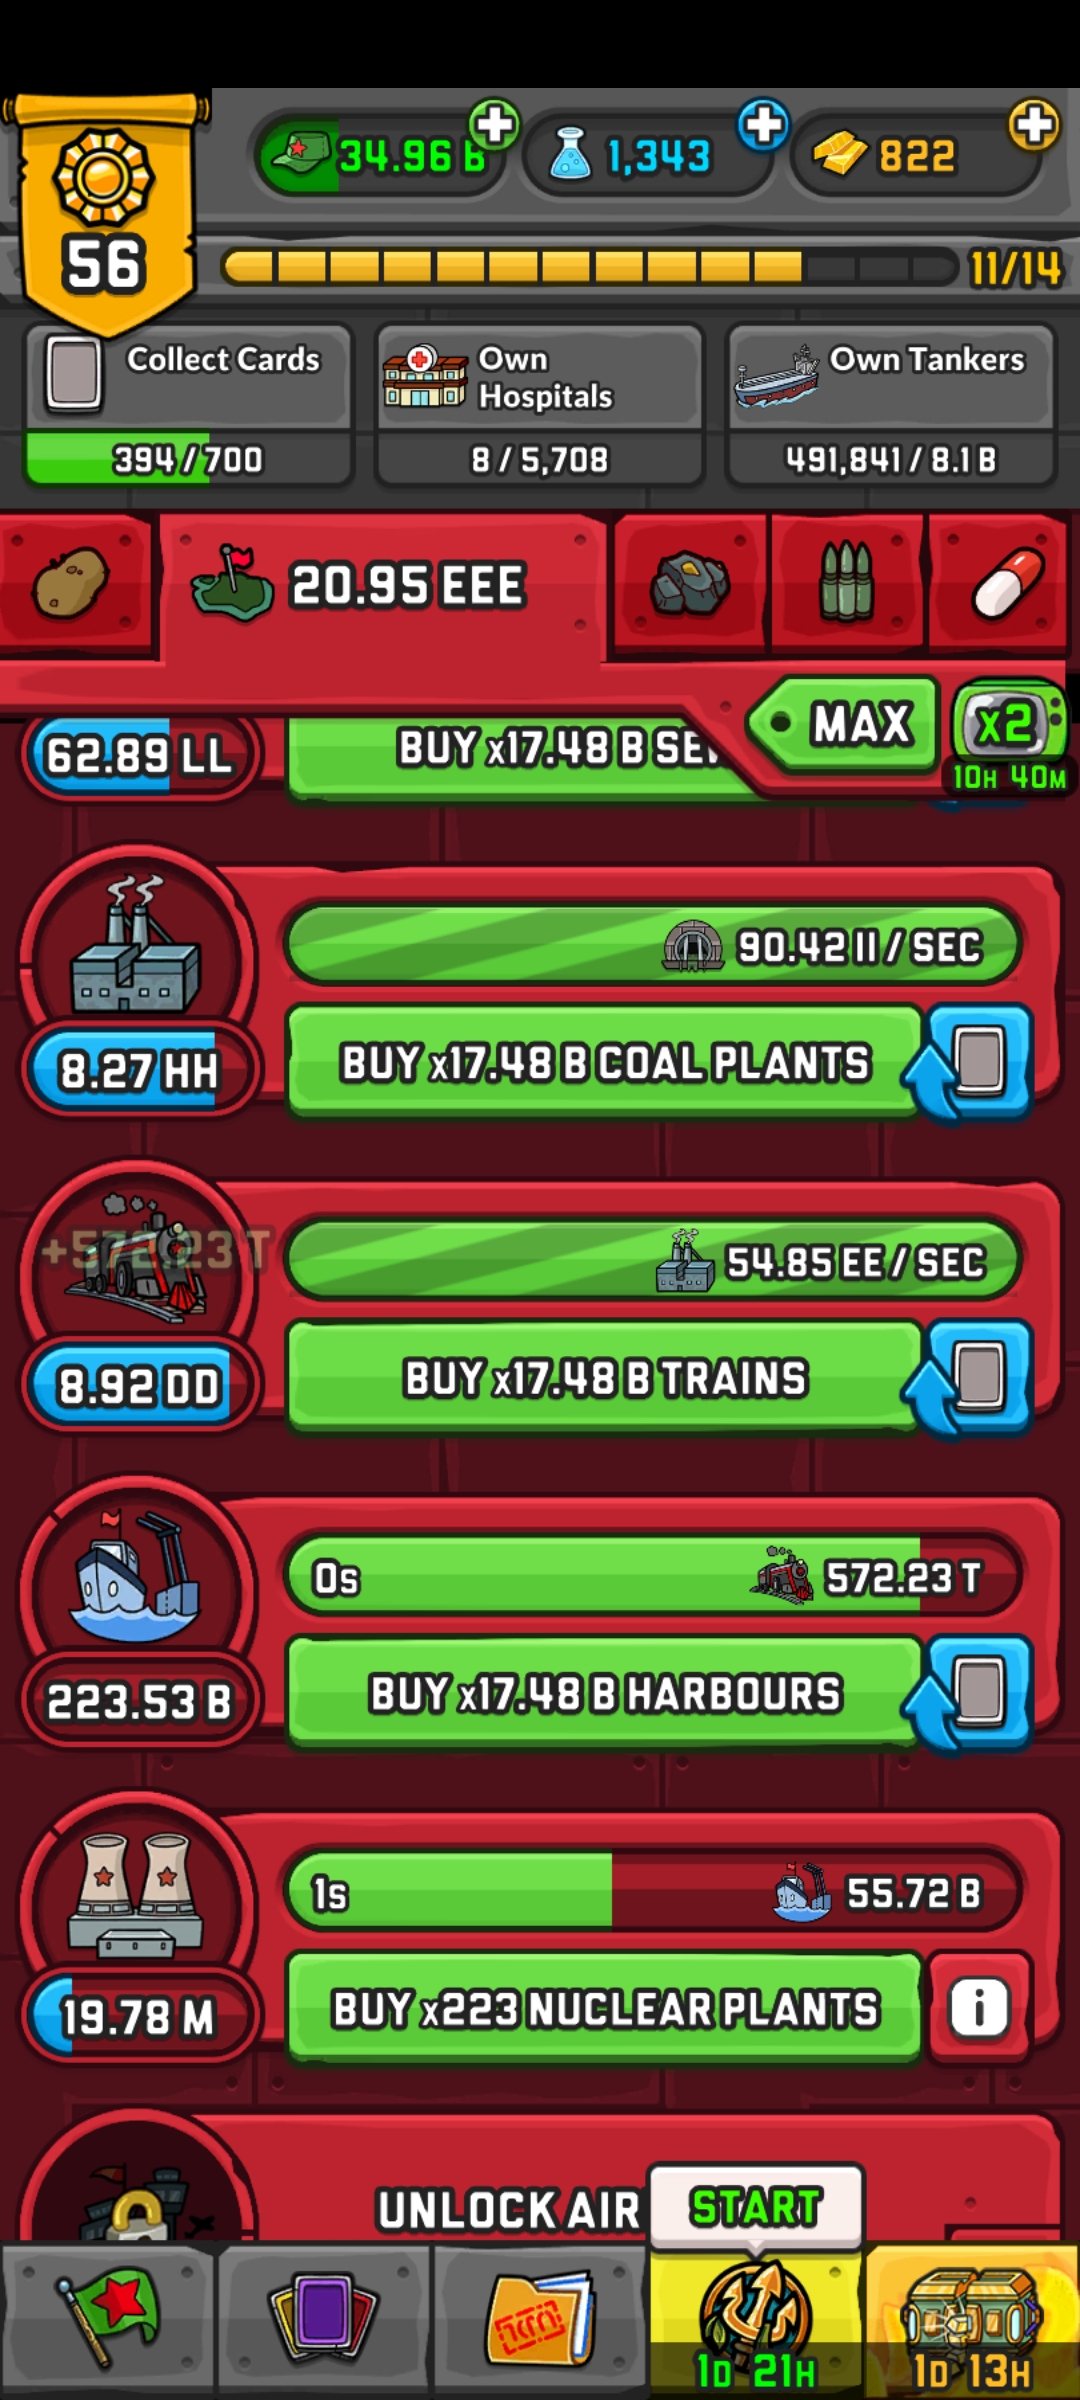 34.96 B
1,343
822
56
11/14
Collect Cards
394/700
Own
Hospitals
8/5,708
Own Tankers
491,841/8.1 B
20.95 EEE
MAX
x2
10H 40M
62.89 LL
BUY x17.48 B
90.42 II/SEC
8.27 HH
BUY x17.48 B COAL PLANTS
+572.23 T
54.85 EE/SEC
8.92 DD
BUY x17.48 B TRAINS
0s
572.23 T
223.53 B
BUY x17.48 B HARBOURS
1s
55.72 B
19.78 M
BUY x223 NUCLEAR PLANTS
i
UNLOCK AIR
START
1D 21H
1D 13H